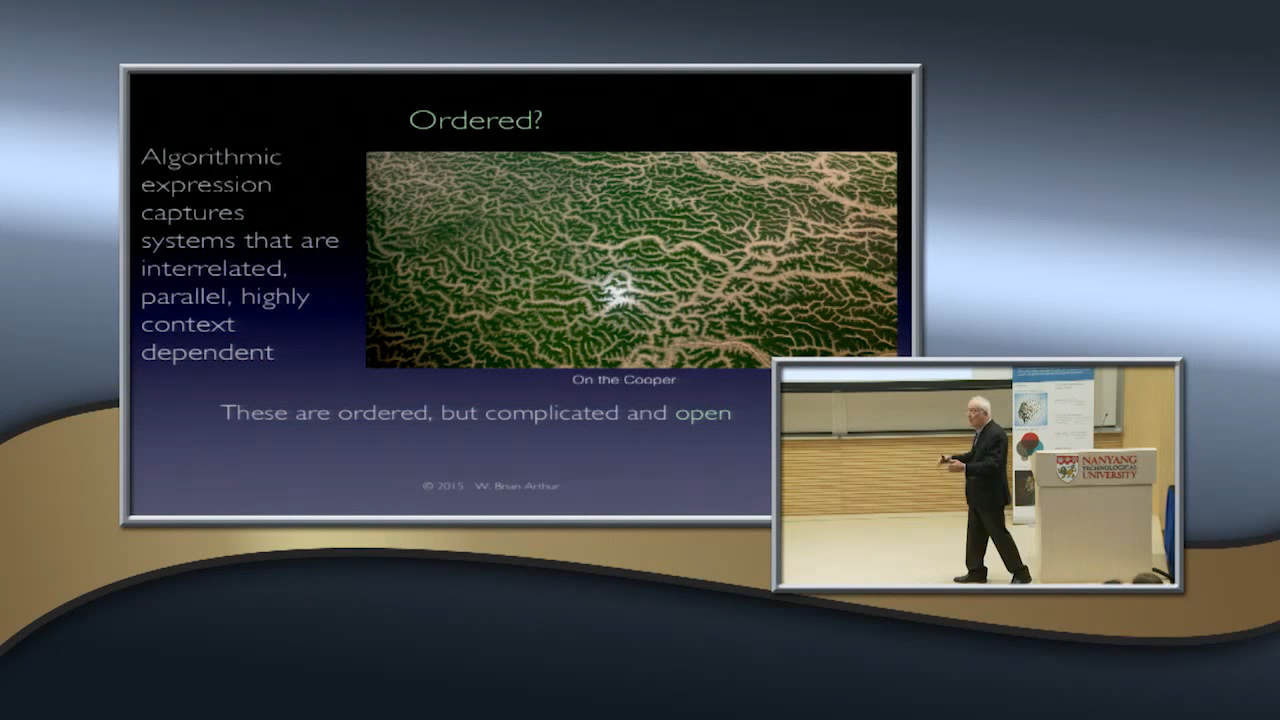 Ordered?
Algorithmic
expression
captures
systems that are
interrelated,
parallel, highly
context
dependent
On the Cooper
These are ordered, but complicated and open
© 2015 W. Brian Arthur
NANYANG
TECHNOLOGICAL
UNIVERSITY